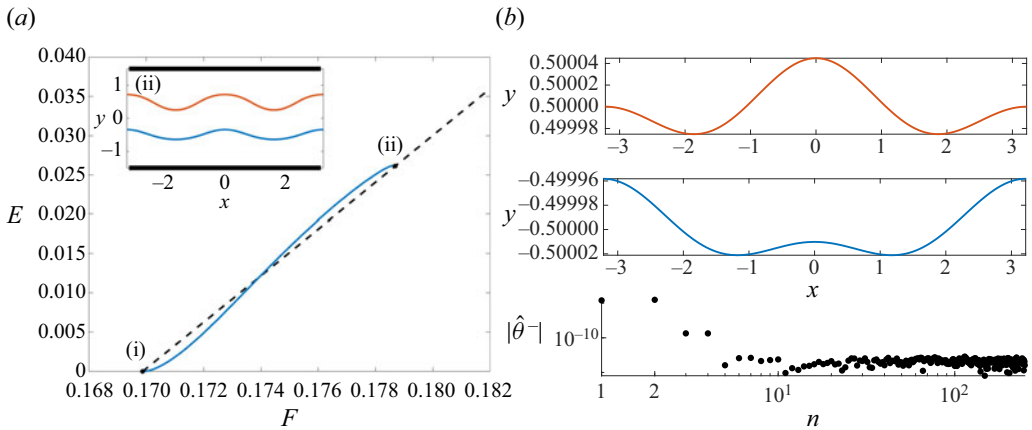 (a)
0.040
0.035
0.030
0.025
0.020
0.015
0.010
0.005
0
E
0.168 0.170 0.172 0.174 0.176 0.178 0.180 0.182
F
(i)
(ii)
(ii)
1
0
−1
y
−2 0 2
x
(b)
0.50004
0.50002
0.50000
0.49998
y
−3 −2 −1 0 1 2 3
−0.49996
−0.49998
−0.50000
−0.50002
y
−3 −2 −1 0 1 2 3
x
|θ̂⁻|
10⁻¹⁰
1 2 10¹ 10²
n